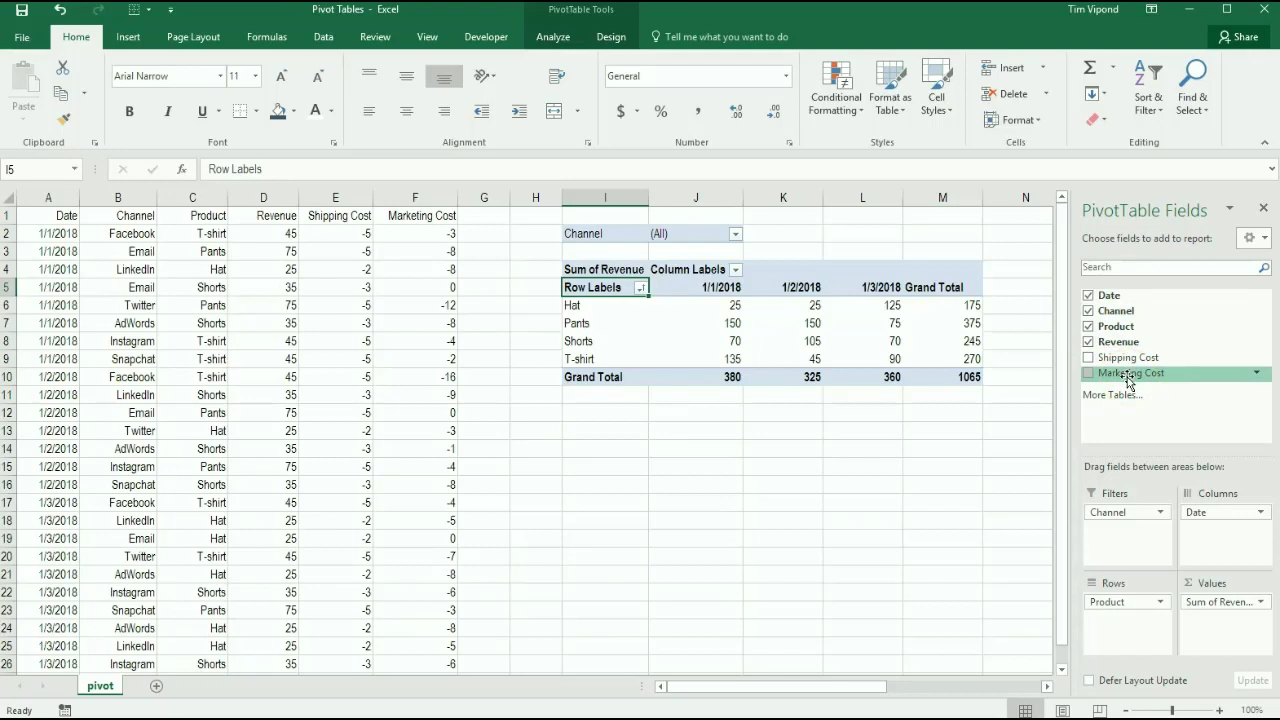 Pivot Tables - Excel
PivotTable Tools
Tim Vipond
File Home Insert Page Layout Formulas Data Review View Developer Analyze Design Tell me what you want to do Share
Paste
Arial Narrow 11
General
Conditional Formatting
Format as Table
Cell Styles
Insert
Delete
Format
Sort & Filter
Find & Select
Clipboard Font Alignment Number Styles Cells Editing
I5 fx Row Labels
A B C D E F G H I J K L M N
1 Date Channel Product Revenue Shipping Cost Marketing Cost
2 1/1/2018 Facebook T-shirt 45 -5 -3 Channel (All)
3 1/1/2018 Email Pants 75 -5 -8
4 1/1/2018 LinkedIn Hat 25 -2 -8 Sum of Revenue Column Labels
5 1/1/2018 Email Shorts 35 -3 0 Row Labels 1/1/2018 1/2/2018 1/3/2018 Grand Total
6 1/1/2018 Twitter Pants 75 -5 -12 Hat 25 25 125 175
7 1/1/2018 AdWords Shorts 35 -3 -8 Pants 150 150 75 375
8 1/1/2018 Instagram T-shirt 45 -5 -4 Shorts 70 105 70 245
9 1/1/2018 Snapchat T-shirt 45 -5 -2 T-shirt 135 45 90 270
10 1/2/2018 Facebook T-shirt 45 -5 -16 Grand Total 380 325 360 1065
11 1/2/2018 LinkedIn Shorts 35 -3 -9
12 1/2/2018 Email Pants 75 -5 0
13 1/2/2018 Twitter Hat 25 -2 -3
14 1/2/2018 AdWords Shorts 35 -3 -1
15 1/2/2018 Instagram Pants 75 -5 -4
16 1/2/2018 Snapchat Shorts 35 -3 -8
17 1/3/2018 Facebook T-shirt 45 -5 -4
18 1/3/2018 LinkedIn Hat 25 -2 -5
19 1/3/2018 Email Hat 25 -2 0
20 1/3/2018 Twitter T-shirt 45 -5 -7
21 1/3/2018 AdWords Hat 25 -2 -8
22 1/3/2018 Instagram Shorts 35 -3 -6
23 1/3/2018 Snapchat Pants 75 -5 -3
24 1/3/2018 AdWords Hat 25 -2 -8
25 1/3/2018 LinkedIn Hat 25 -2 -5
26 1/3/2018 Instagram Shorts 35 -3 -6
PivotTable Fields
Choose fields to add to report:
Search
Date
Channel
Product
Revenue
Shipping Cost
Marketing Cost
More Tables...
Drag fields between areas below:
Filters Columns
Channel Date
Rows Values
Product Sum of Reven...
Defer Layout Update Update
pivot
Ready 100%